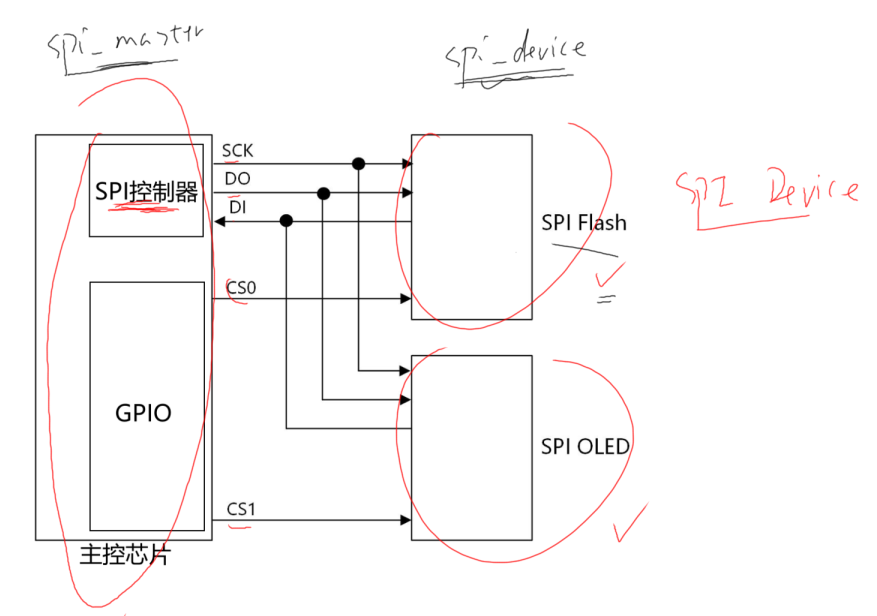 spi_master
spi_device
SCK
SPI控制器
DO
DI
SPI Flash
SPI Device
CS0
GPIO
SPI OLED
CS1
主控芯片